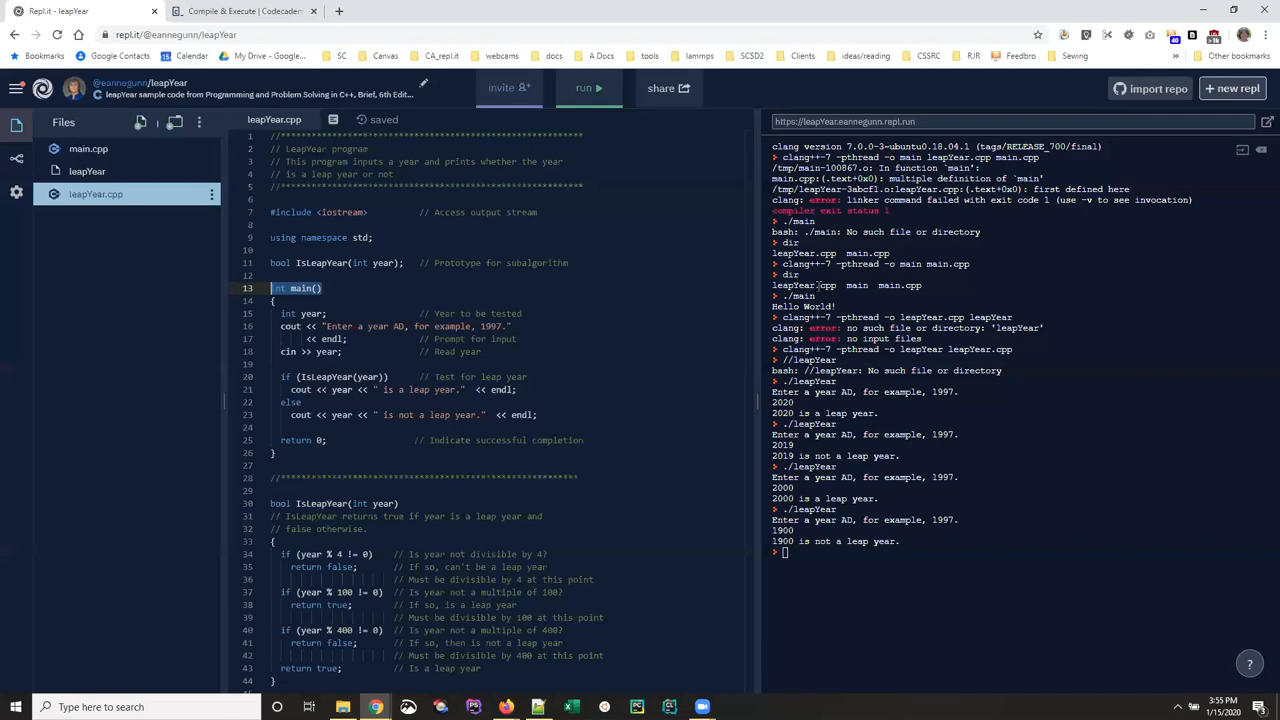 Repl.it - leapYear
Compile & Execute | Codecadem
repl.it/@eannegunn/leapYear
Bookmarks
Google Contacts
Calendar
My Drive - Google...
SC
Canvas
CA_repl.it
webcams
docs
A Docs
tools
lammps
SCSD2
Clients
ideas/reading
CSSRC
RJR
Feedbro
Sewing
»
Other bookmarks
@eannegunn/leapYear
leapYear sample code from Programming and Problem Solving in C++, Brief, 6th Edit...
invite
run
share
import repo
+ new repl
Files
main.cpp
leapYear
leapYear.cpp
leapYear.cpp
saved
1 //**********************************************************
2 // LeapYear program
3 // This program inputs a year and prints whether the year
4 // is a leap year or not
5 //**********************************************************
6
7 #include <iostream> // Access output stream
8
9 using namespace std;
10
11 bool IsLeapYear(int year); // Prototype for subalgorithm
12
13 int main()
14 {
15 int year; // Year to be tested
16 cout << "Enter a year AD, for example, 1997."
17 << endl; // Prompt for input
18 cin >> year; // Read year
19
20 if (IsLeapYear(year)) // Test for leap year
21 cout << year << " is a leap year." << endl;
22 else
23 cout << year << " is not a leap year." << endl;
24
25 return 0; // Indicate successful completion
26 }
27
28 //*********************************************************
29
30 bool IsLeapYear(int year)
31 // IsLeapYear returns true if year is a leap year and
32 // false otherwise.
33 {
34 if (year % 4 != 0) // Is year not divisible by 4?
35 return false; // If so, can't be a leap year
36 // Must be divisible by 4 at this point
37 if (year % 100 != 0) // Is year not a multiple of 100?
38 return true; // If so, is a leap year
39 // Must be divisible by 100 at this point
40 if (year % 400 != 0) // Is year not a multiple of 400?
41 return false; // If so, then is not a leap year
42 // Must be divisible by 400 at this point
43 return true; // Is a leap year
44 }
https://leapYear.eannegunn.repl.run
clang version 7.0.0-3~ubuntu0.18.04.1 (tags/RELEASE_700/final)
clang++-7 -pthread -o main leapYear.cpp main.cpp
/tmp/main-100867.o: In function `main':
main.cpp:(.text+0x0): multiple definition of `main'
/tmp/leapYear-3abcf1.o:leapYear.cpp:(.text+0x0): first defined here
clang: error: linker command failed with exit code 1 (use -v to see invocation)
compiler exit status 1
./main
bash: ./main: No such file or directory
dir
leapYear.cpp main.cpp
clang++-7 -pthread -o main main.cpp
dir
leapYear.cpp main main.cpp
./main
Hello World!
clang++-7 -pthread -o leapYear.cpp leapYear
clang: error: no such file or directory: 'leapYear'
clang: error: no input files
clang++-7 -pthread -o leapYear leapYear.cpp
//leapYear
bash: //leapYear: No such file or directory
./leapYear
Enter a year AD, for example, 1997.
2020
2020 is a leap year.
./leapYear
Enter a year AD, for example, 1997.
2019
2019 is not a leap year.
./leapYear
Enter a year AD, for example, 1997.
2000
2000 is a leap year.
./leapYear
Enter a year AD, for example, 1997.
1900
1900 is not a leap year.
?
Type here to search
3:55 PM
1/15/2020